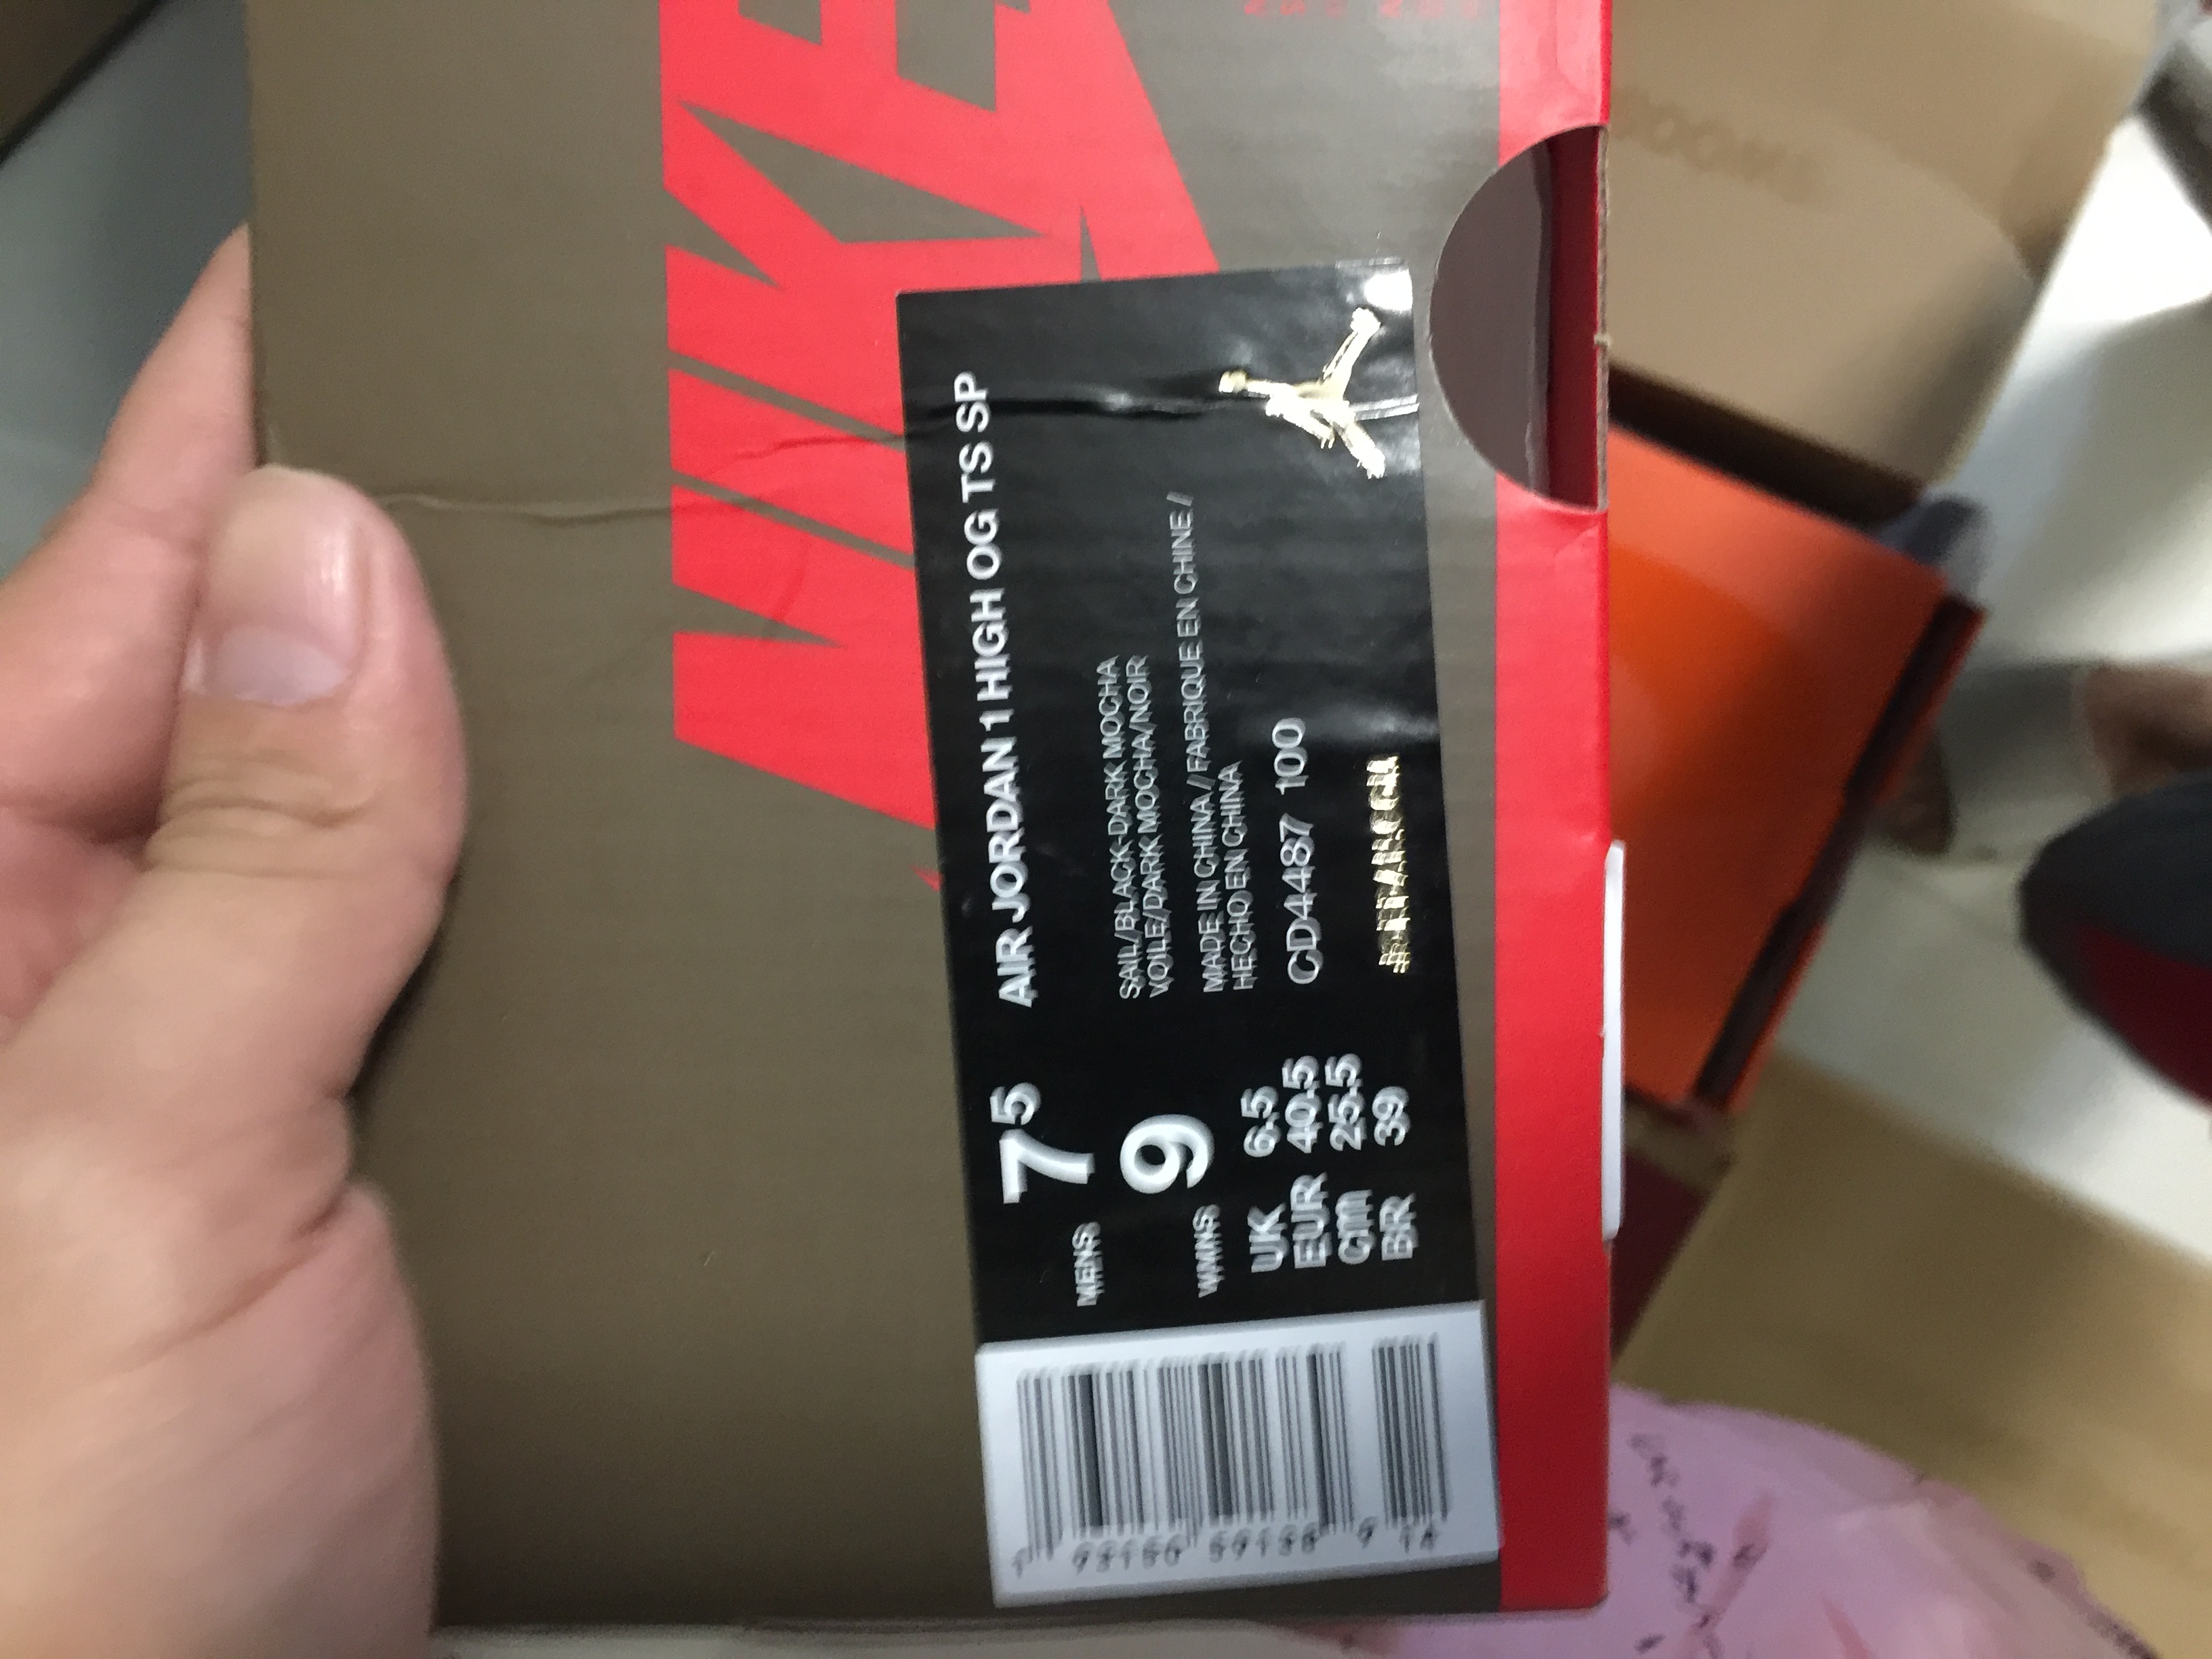 NIKE
AIR JORDAN 1 HIGH OG TS SP
SAIL/BLACK-DARK MOCHA
VOILE/DARK MOCHA/NOIR
MADE IN CHINA // FABRIQUE EN CHINE /
HECHO EN CHINA
CD4487 100
MENS 7⁵
WMNS 9
UK 6.5
EUR 40.5
cm 25.5
BR 39